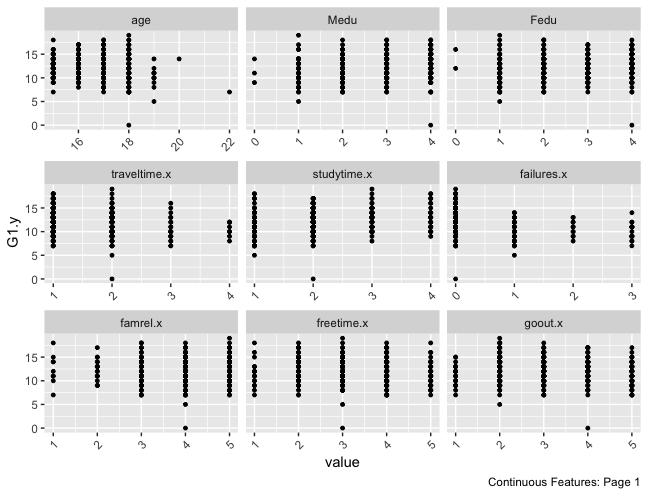 age Medu Fedu
15
10
5
0
16 18 20 22 0 1 2 3 4 0 1 2 3 4
traveltime.x studytime.x failures.x
G1.y
15
10
5
0
1 2 3 4 1 2 3 4 0 1 2 3
famrel.x freetime.x goout.x
15
10
5
0
1 2 3 4 5 1 2 3 4 5 1 2 3 4 5
value
Continuous Features: Page 1